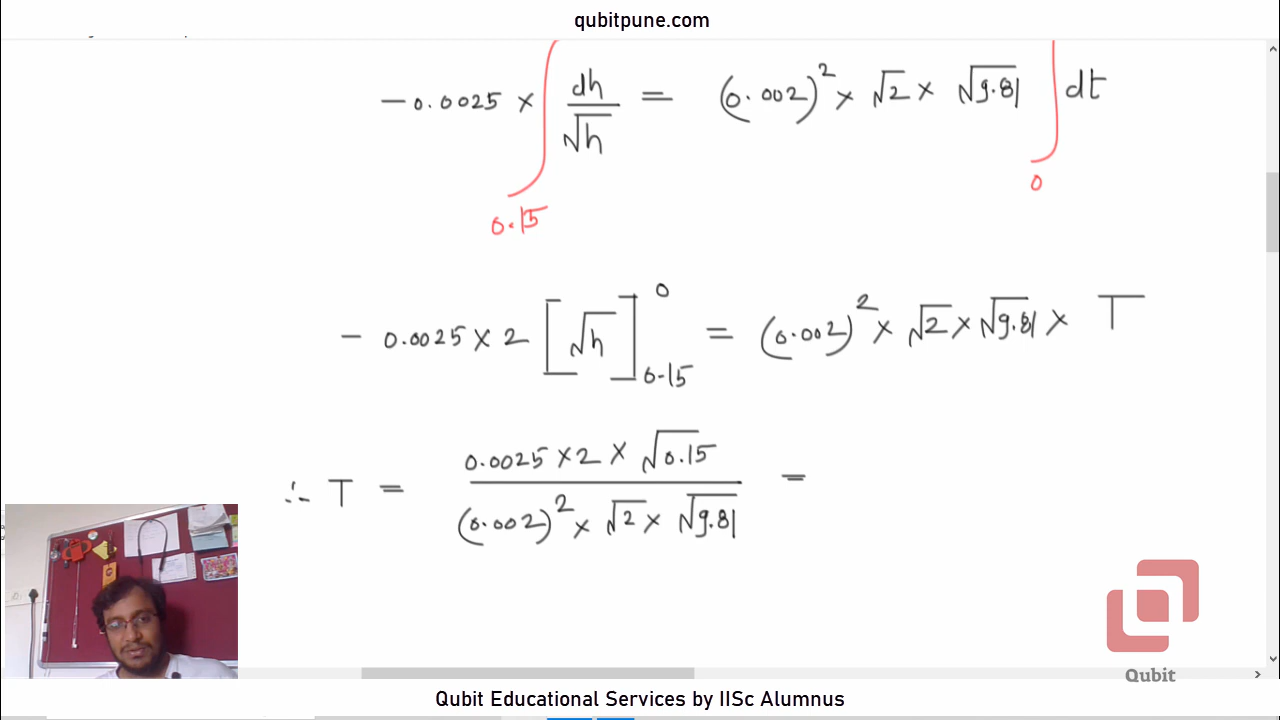 qubitpune.com
- 0.0025 × ∫ dh/√h = (0.002)² × √2 × √9.81 ∫ dt
0.15
0
- 0.0025 × 2 [√h]⁰ = (0.002)² × √2 × √9.81 × T
0.15
0.0025 × 2 × √0.15
∴ T = ———————— =
(0.002)² × √2 × √9.81
Qubit
Qubit Educational Services by IISc Alumnus